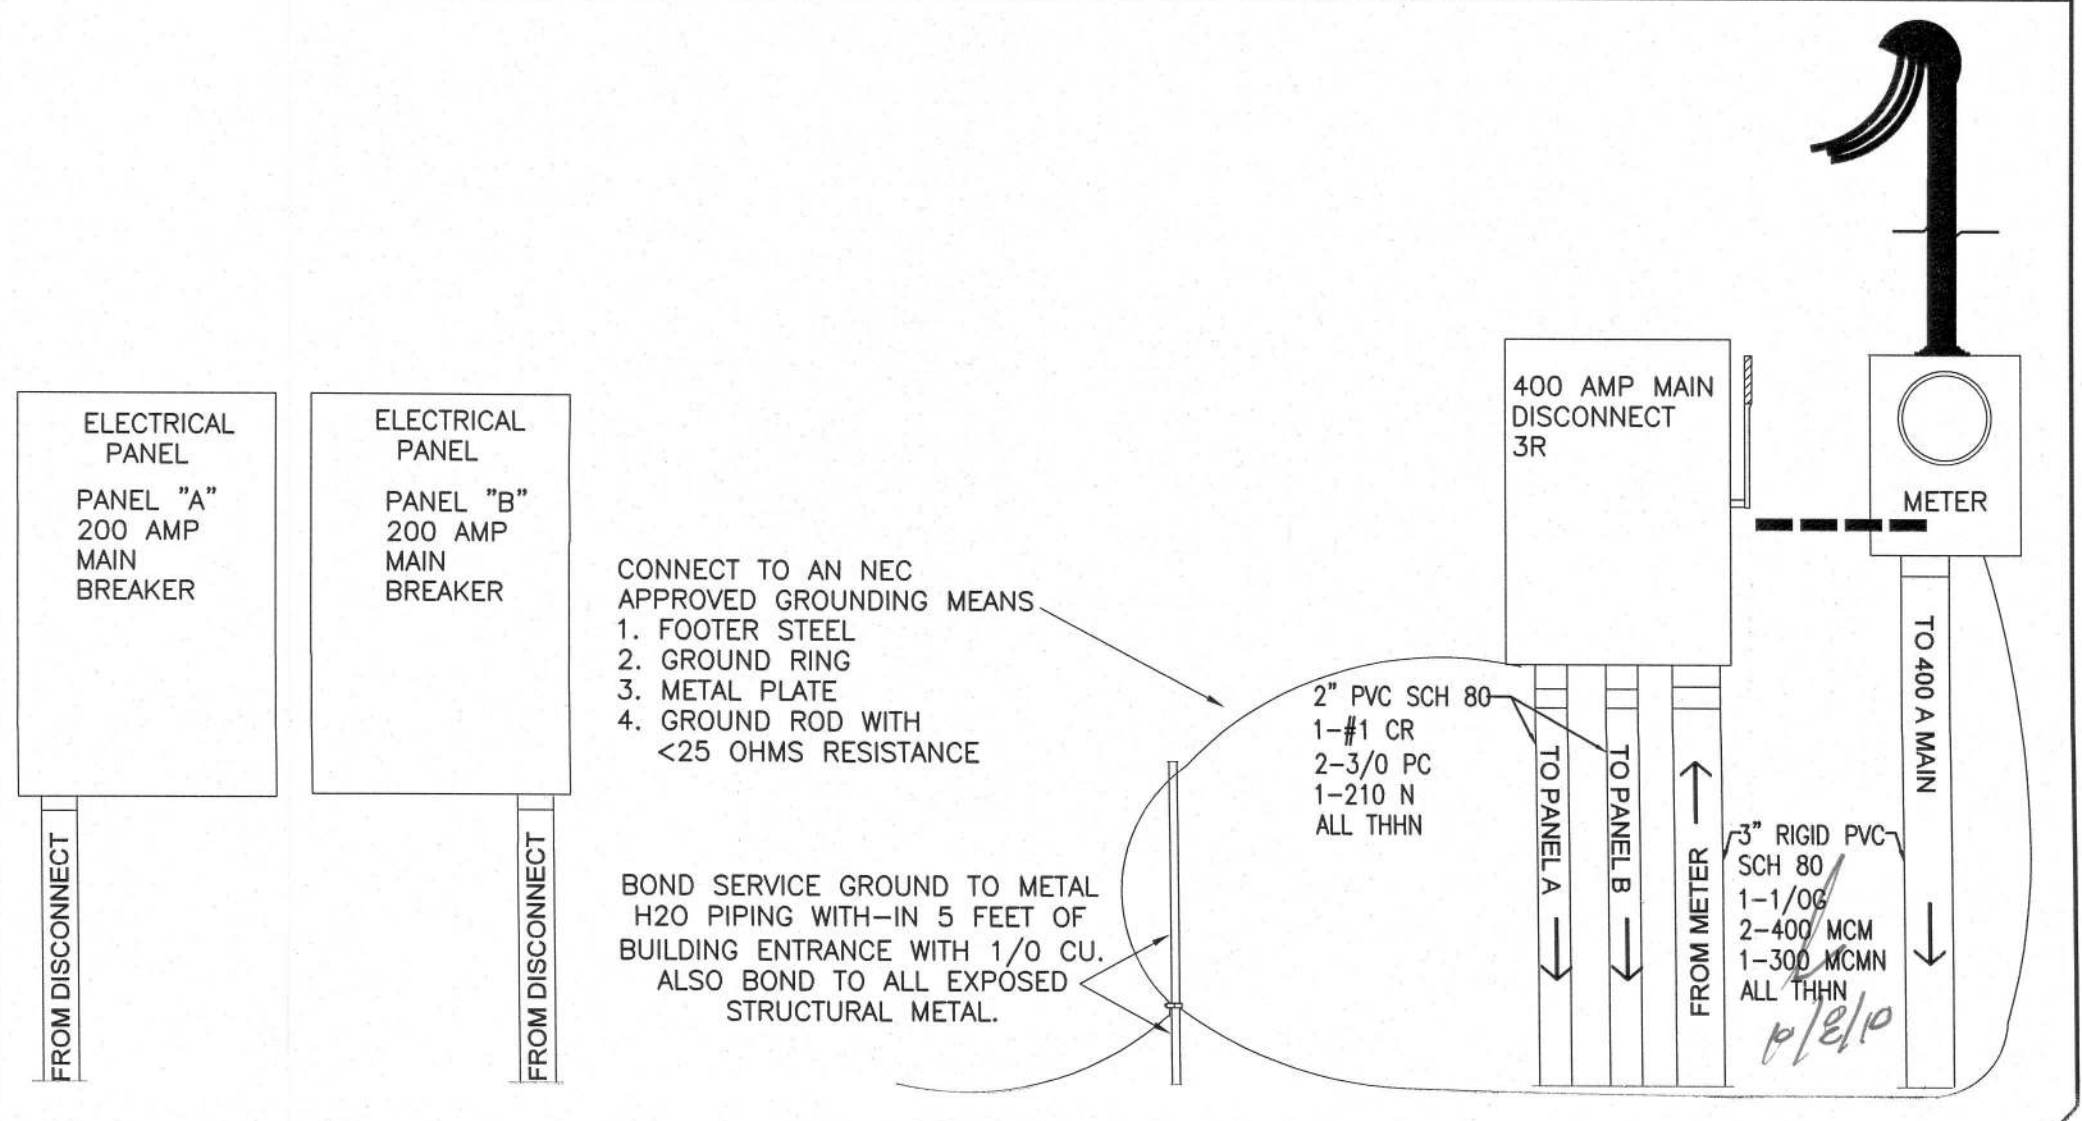 ELECTRICAL
PANEL
PANEL "A"
200 AMP
MAIN
BREAKER
FROM DISCONNECT
ELECTRICAL
PANEL
PANEL "B"
200 AMP
MAIN
BREAKER
FROM DISCONNECT
CONNECT TO AN NEC
APPROVED GROUNDING MEANS
1. FOOTER STEEL
2. GROUND RING
3. METAL PLATE
4. GROUND ROD WITH
<25 OHMS RESISTANCE
BOND SERVICE GROUND TO METAL
H2O PIPING WITH-IN 5 FEET OF
BUILDING ENTRANCE WITH 1/0 CU.
ALSO BOND TO ALL EXPOSED
STRUCTURAL METAL.
400 AMP MAIN
DISCONNECT
3R
2" PVC SCH 80
1-#1 CR
2-3/0 PC
1-210 N
ALL THHN
TO PANEL A
TO PANEL B
FROM METER
3" RIGID PVC
SCH 80
1-1/0G
2-400 MCM
1-300 MCMN
ALL THHN
METER
TO 400 A MAIN